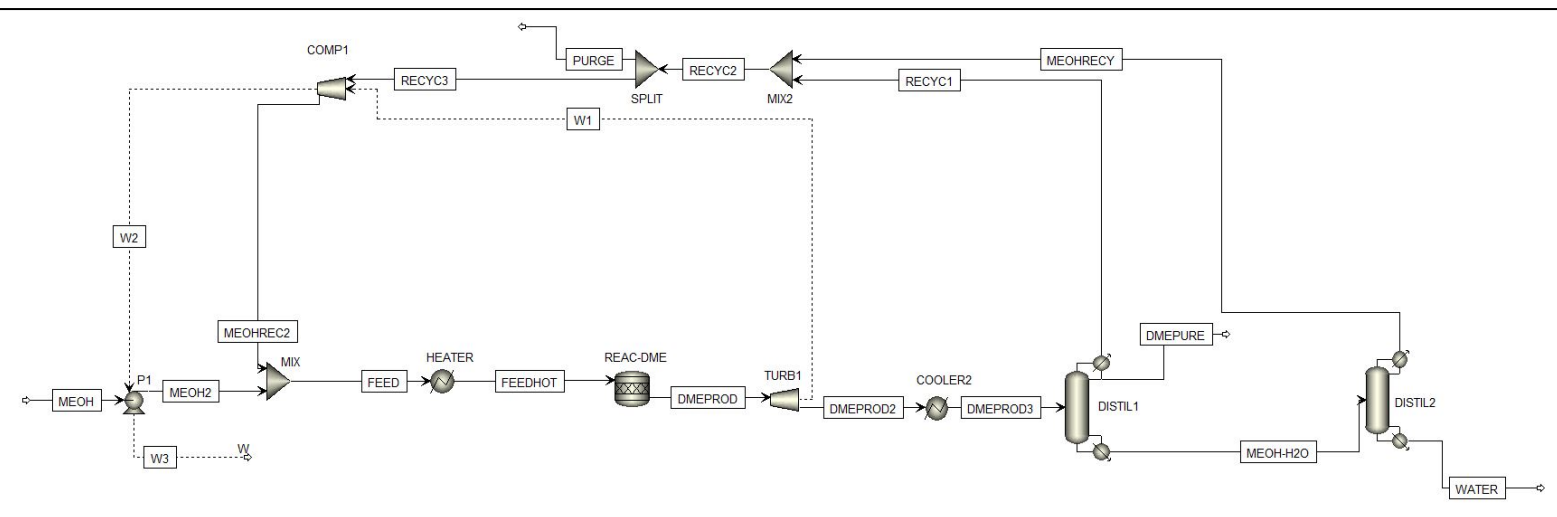 COMP1
PURGE
RECYC2
MEOHRECY
RECYC3
RECYC1
SPLIT
MIX2
W1
W2
MEOHREC2
DMEPURE
MIX
HEATER
REAC-DME
TURB1
COOLER2
P1
FEED
FEEDHOT
MEOH2
MEOH
DMEPROD
DMEPROD2
DMEPROD3
DISTIL1
DISTIL2
W3
W
MEOH-H2O
WATER